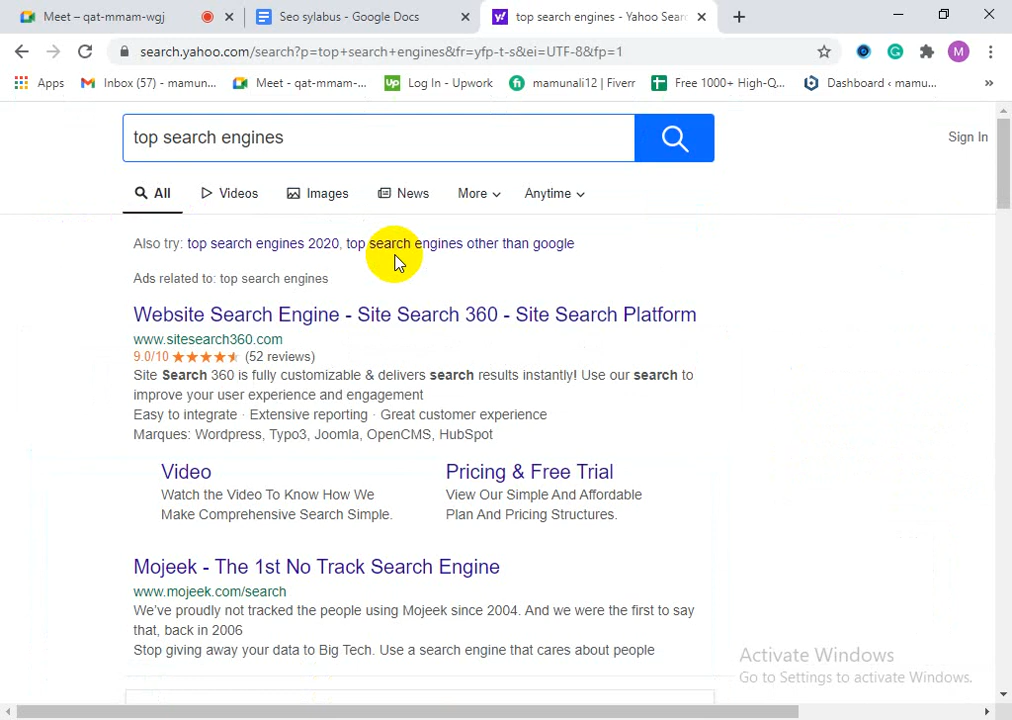 Meet – qat-mmam-wgj
Seo sylabus - Google Docs
top search engines - Yahoo Sear
search.yahoo.com/search?p=top+search+engines&fr=yfp-t-s&ei=UTF-8&fp=1
M
Apps
Inbox (57) - mamun...
Meet - qat-mmam-...
Up
Log In - Upwork
fi
mamunali12 | Fiverr
Free 1000+ High-Q...
Dashboard ‹ mamu...
»
top search engines
Sign In
All
Videos
Images
News
More
Anytime
Also try: top search engines 2020, top search engines other than google
Ads related to: top search engines
Website Search Engine - Site Search 360 - Site Search Platform
www.sitesearch360.com
9.0/10 ★★★★★ (52 reviews)
Site Search 360 is fully customizable & delivers search results instantly! Use our search to
improve your user experience and engagement
Easy to integrate · Extensive reporting · Great customer experience
Marques: Wordpress, Typo3, Joomla, OpenCMS, HubSpot
Video
Watch the Video To Know How We
Make Comprehensive Search Simple.
Pricing & Free Trial
View Our Simple And Affordable
Plan And Pricing Structures.
Mojeek - The 1st No Track Search Engine
www.mojeek.com/search
We've proudly not tracked the people using Mojeek since 2004. And we were the first to say
that, back in 2006
Stop giving away your data to Big Tech. Use a search engine that cares about people
Activate Windows
Go to Settings to activate Windows.